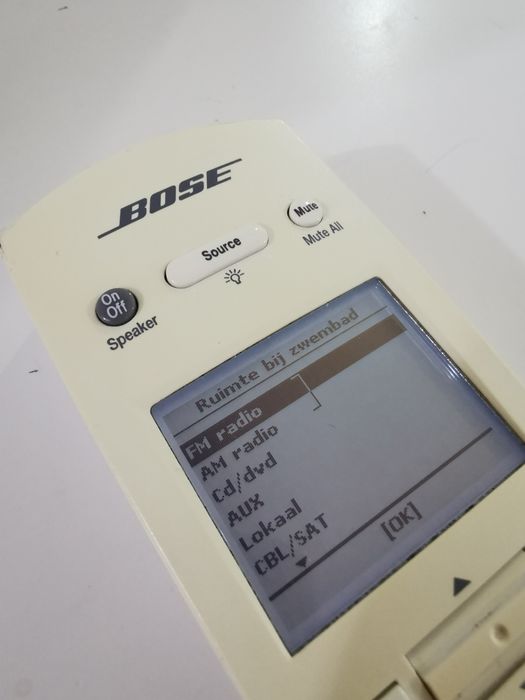 BOSE
On
Off
Speaker
Source
Mute
Mute All
Ruimte bij zwembad
FM radio
AM radio
Cd/dvd
AUX
Lokaal
CBL/SAT
[OK]